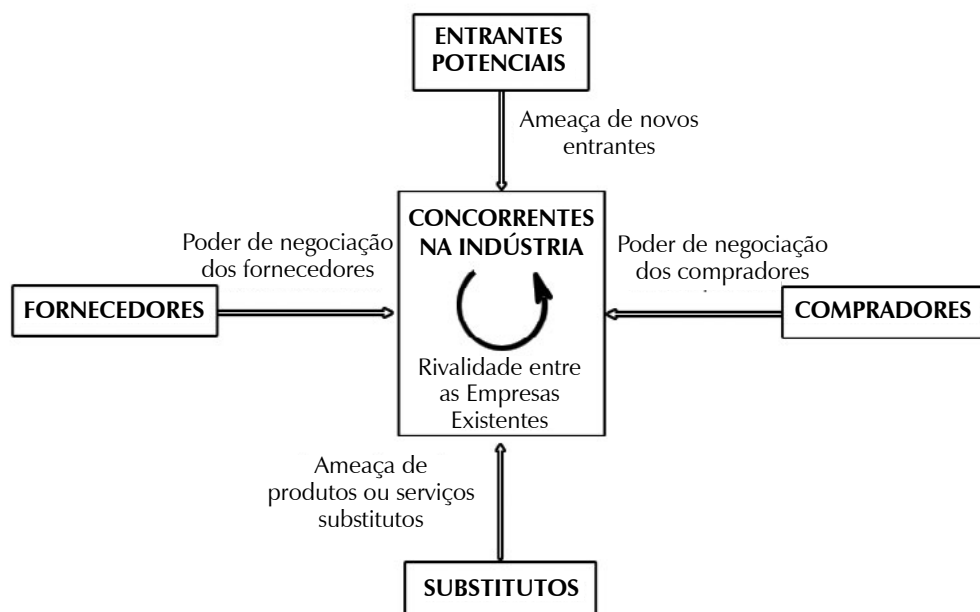 ENTRANTES
POTENCIAIS
Ameaça de novos
entrantes
CONCORRENTES
NA INDÚSTRIA
Poder de negociação
dos fornecedores
Poder de negociação
dos compradores
FORNECEDORES
COMPRADORES
Rivalidade entre
as Empresas
Existentes
Ameaça de
produtos ou serviços
substitutos
SUBSTITUTOS